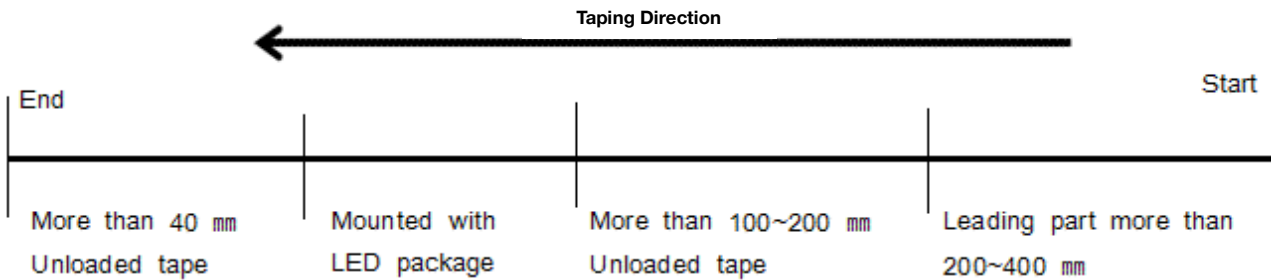 Taping Direction
End
Start
More than 40 ㎜
Unloaded tape
Mounted with
LED package
More than 100~200 ㎜
Unloaded tape
Leading part more than
200~400 ㎜